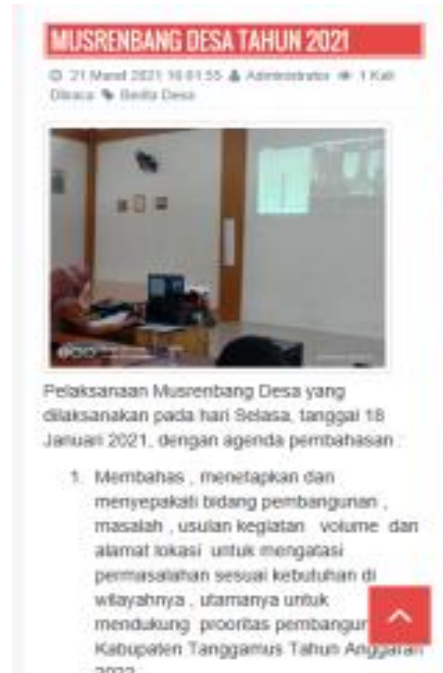 MUSRENBANG DESA TAHUN 2021
21 Maret 2021 16:01:55 Administrator 1 Kali
Dibaca Berita Desa
Pelaksanaan Musrenbang Desa yang
dilaksanakan pada hari Selasa, tanggal 18
Januari 2021, dengan agenda pembahasan :
1. Membahas , menetapkan dan
menyepakati bidang pembangunan ,
masalah , usulan kegiatan volume dan
alamat lokasi untuk mengatasi
permasalahan sesuai kebutuhan di
wilayahnya , utamanya untuk
mendukung prooritas pembangun
Kabupaten Tanggamus Tahun Anggaran
2022